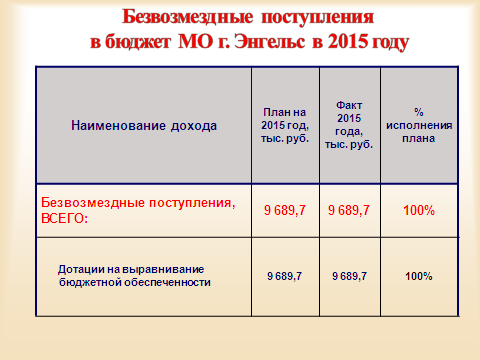 Безвозмездные поступления
в бюджет МО г. Энгельс в 2015 году
Наименование дохода
План на
2015 год,
тыс. руб.
Факт
2015
года,
тыс. руб.
%
исполнения
плана
Безвозмездные поступления,
ВСЕГО:
9 689,7
9 689,7
100%
Дотации на выравнивание
бюджетной обеспеченности
9 689,7
9 689,7
100%